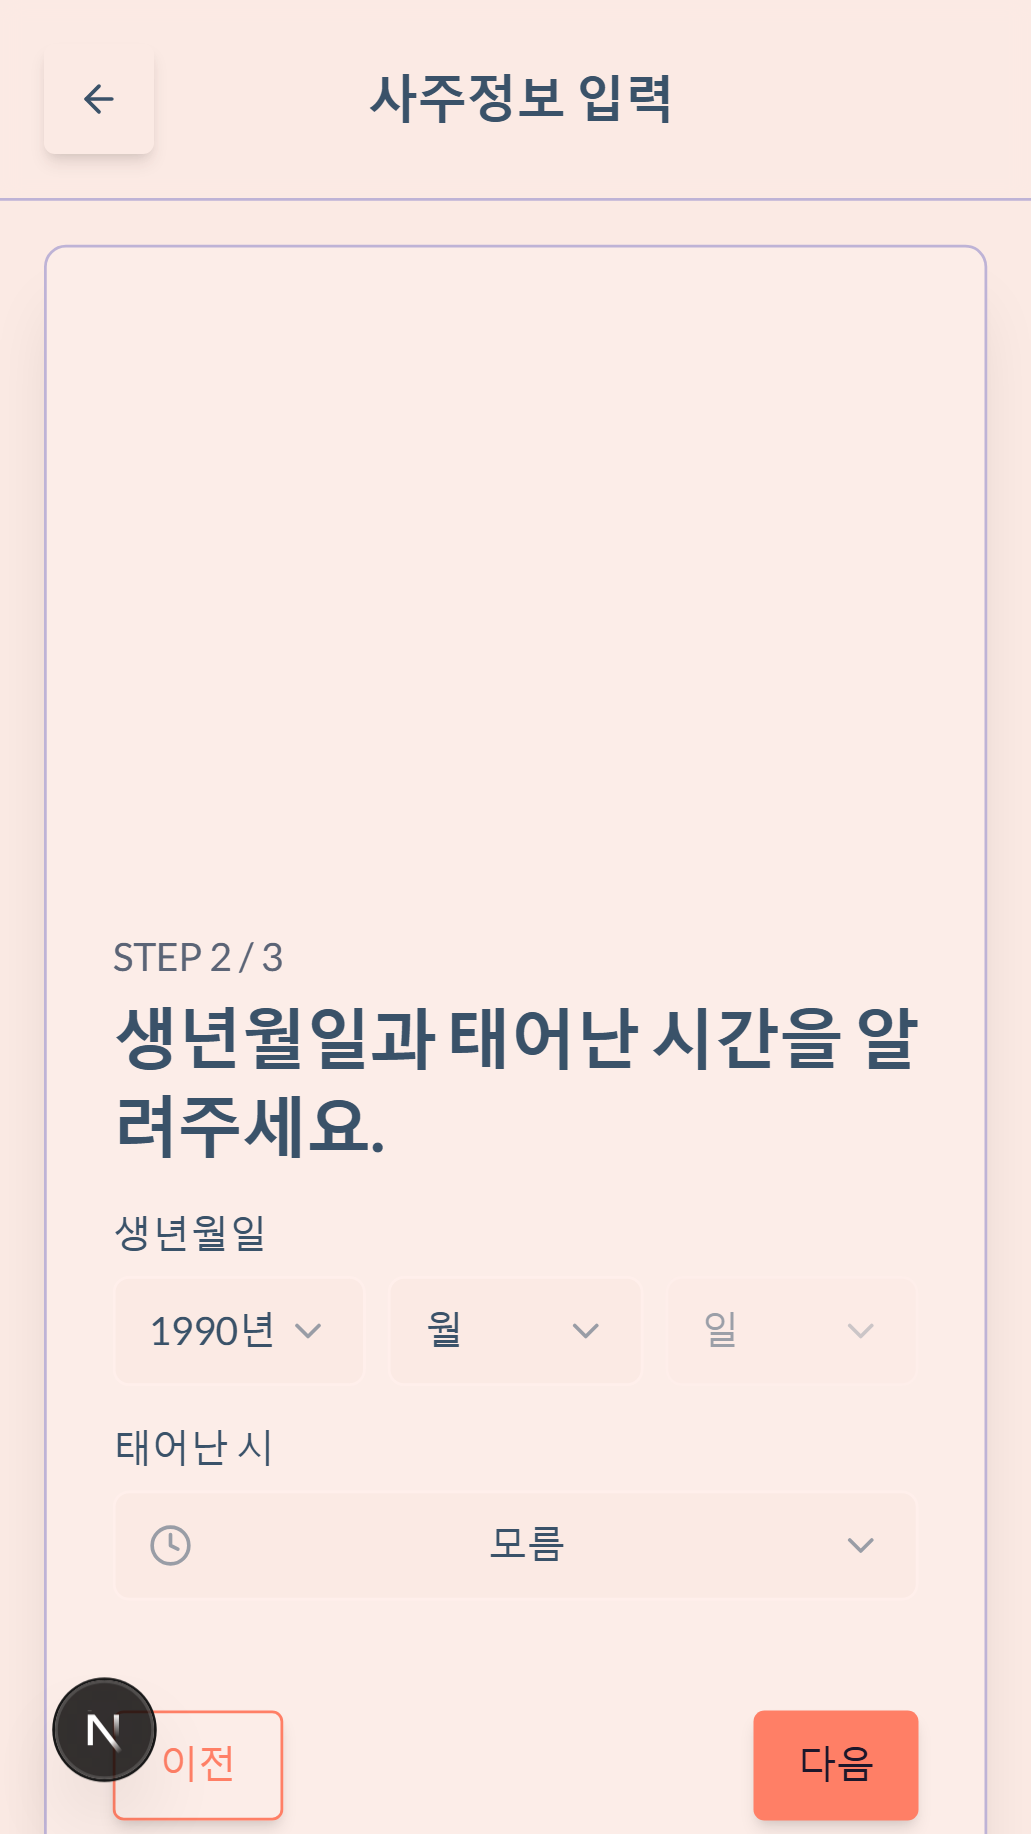 사주정보 입력
STEP 2 / 3
생년월일과 태어난 시간을 알
려주세요.
생년월일
1990년 월 일
태어난 시
모름
N
이전 다음